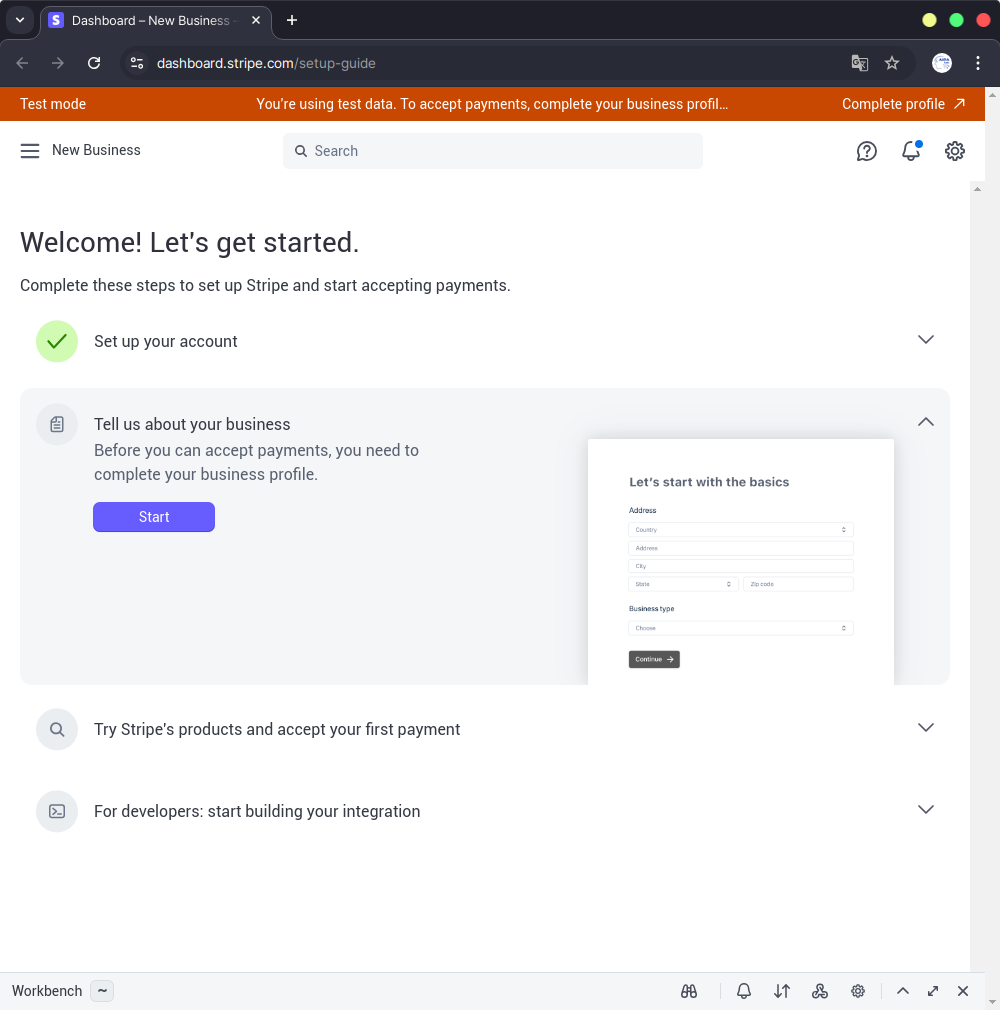 Dashboard – New Business -
dashboard.stripe.com/setup-guide
Test mode
You're using test data. To accept payments, complete your business profil...
Complete profile
New Business
Search
Welcome! Let's get started.
Complete these steps to set up Stripe and start accepting payments.
Set up your account
Tell us about your business
Before you can accept payments, you need to
complete your business profile.
Start
Let's start with the basics
Address
Country
Address
City
State
Zip code
Business type
Choose
Continue
Try Stripe's products and accept your first payment
For developers: start building your integration
Workbench ~